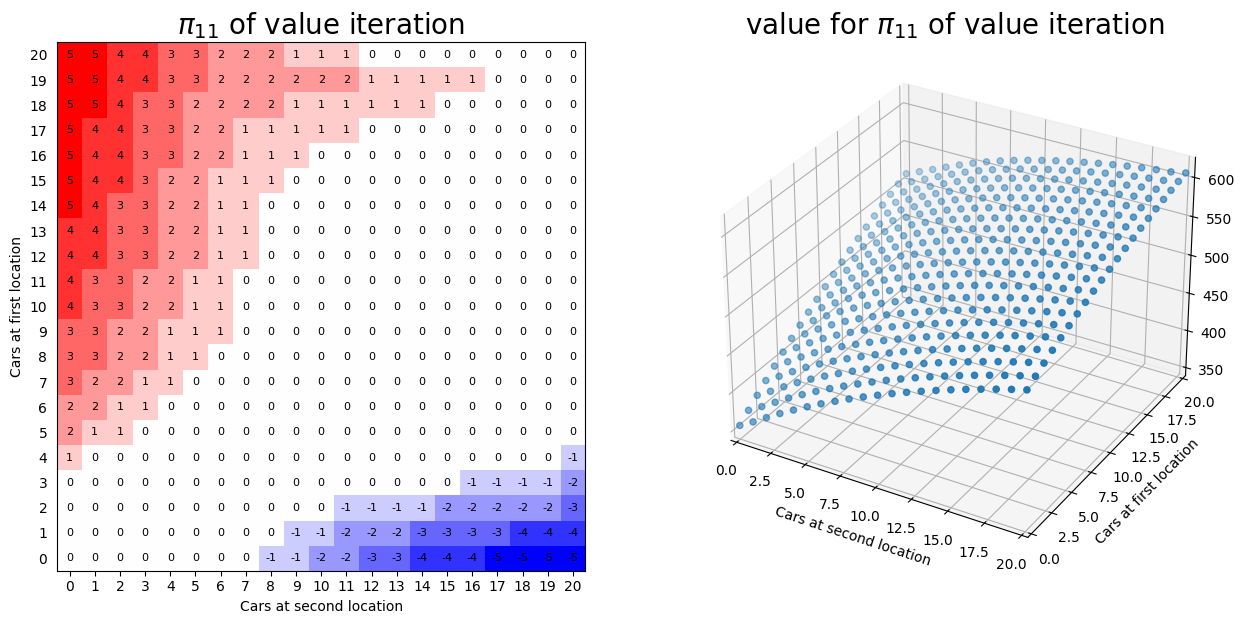 π₁₁ of value iteration
20 5 5 4 4 3 3 2 2 2 1 1 1 0 0 0 0 0 0 0 0 0
19 5 5 4 4 3 3 2 2 2 2 2 2 1 1 1 1 1 0 0 0 0
18 5 5 4 3 3 2 2 2 2 1 1 1 1 1 1 0 0 0 0 0 0
17 5 4 4 3 3 2 2 1 1 1 1 1 0 0 0 0 0 0 0 0 0
16 5 4 4 3 3 2 2 1 1 1 0 0 0 0 0 0 0 0 0 0 0
15 5 4 4 3 2 2 1 1 1 0 0 0 0 0 0 0 0 0 0 0 0
14 5 4 3 3 2 2 1 1 0 0 0 0 0 0 0 0 0 0 0 0 0
13 4 4 3 3 2 2 1 1 0 0 0 0 0 0 0 0 0 0 0 0 0
12 4 4 3 3 2 2 1 1 0 0 0 0 0 0 0 0 0 0 0 0 0
11 4 3 3 2 2 1 1 0 0 0 0 0 0 0 0 0 0 0 0 0 0
10 4 3 3 2 2 1 1 0 0 0 0 0 0 0 0 0 0 0 0 0 0
9 3 3 2 2 1 1 1 0 0 0 0 0 0 0 0 0 0 0 0 0 0
8 3 3 2 2 1 1 0 0 0 0 0 0 0 0 0 0 0 0 0 0 0
7 3 2 2 1 1 0 0 0 0 0 0 0 0 0 0 0 0 0 0 0 0
6 2 2 1 1 0 0 0 0 0 0 0 0 0 0 0 0 0 0 0 0 0
5 2 1 1 0 0 0 0 0 0 0 0 0 0 0 0 0 0 0 0 0 0
4 1 0 0 0 0 0 0 0 0 0 0 0 0 0 0 0 0 0 0 0 -1
3 0 0 0 0 0 0 0 0 0 0 0 0 0 0 0 0 -1 -1 -1 -1 -2
2 0 0 0 0 0 0 0 0 0 0 0 -1 -1 -1 -1 -2 -2 -2 -2 -2 -3
1 0 0 0 0 0 0 0 0 0 -1 -1 -2 -2 -2 -3 -3 -3 -3 -4 -4 -4
0 0 0 0 0 0 0 0 0 -1 -1 -2 -2 -3 -3 -4 -4 -4 -5 -5 -5 -5
0 1 2 3 4 5 6 7 8 9 10 11 12 13 14 15 16 17 18 19 20
Cars at second location
Cars at first location
value for π₁₁ of value iteration
600
550
500
450
400
350
0.0 2.5 5.0 7.5 10.0 12.5 15.0 17.5 20.0
Cars at second location
0.0 2.5 5.0 7.5 10.0 12.5 15.0 17.5 20.0
Cars at first location